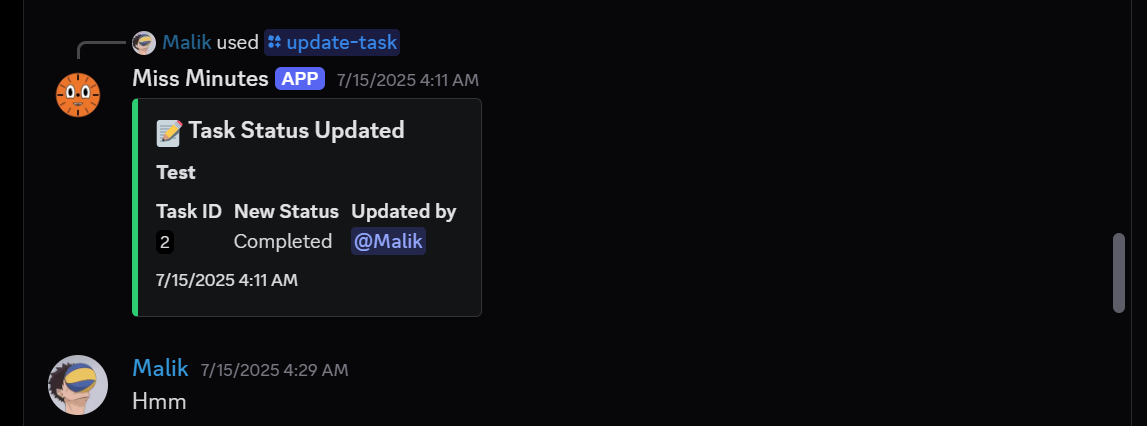 Malik used update-task
Miss Minutes APP 7/15/2025 4:11 AM
📝 Task Status Updated
Test
Task ID New Status Updated by
2 Completed @Malik
7/15/2025 4:11 AM
Malik 7/15/2025 4:29 AM
Hmm